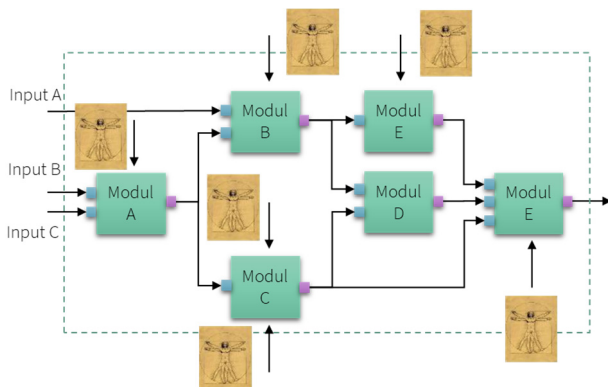 Input A
Modul
B
Modul
E
Input B
Modul
A
Input C
Modul
D
Modul
E
Modul
C